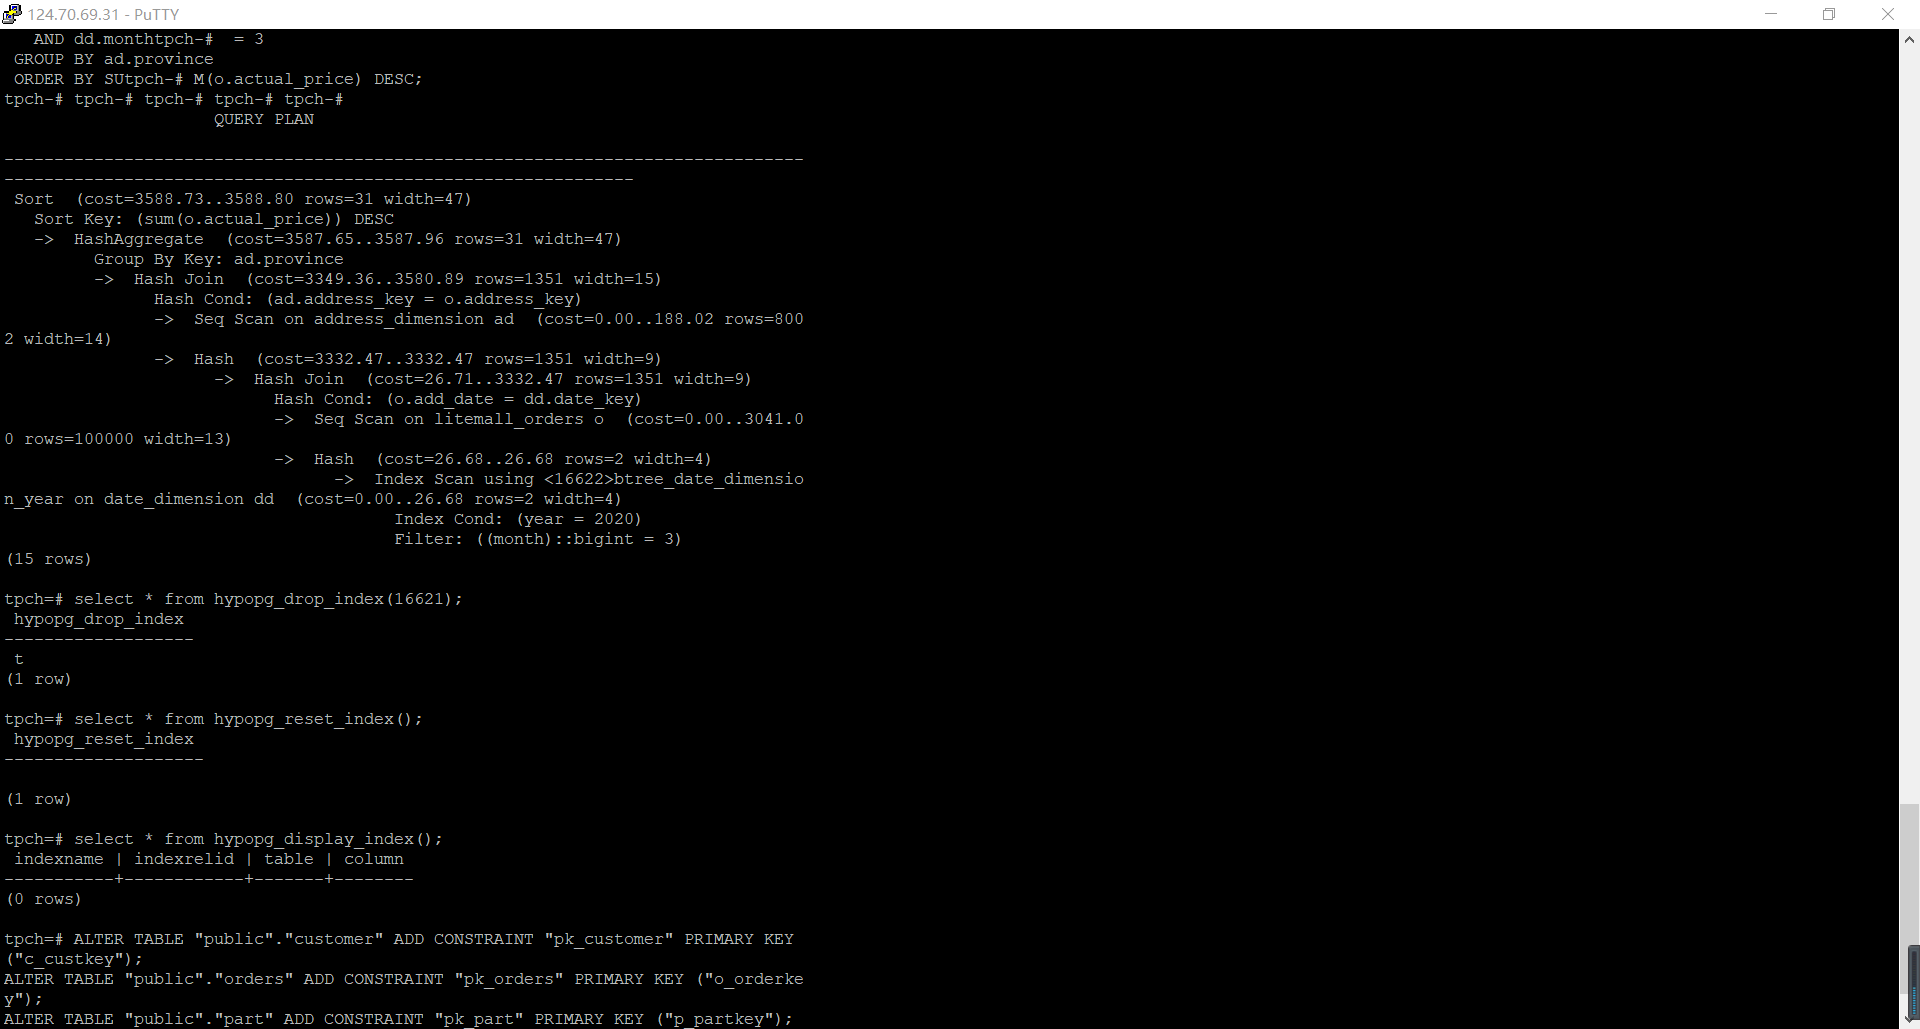 124.70.69.31 - PuTTY
   AND dd.monthtpch-#  = 3
 GROUP BY ad.province
 ORDER BY SUtpch-# M(o.actual_price) DESC;
tpch-# tpch-# tpch-# tpch-# tpch-#
                     QUERY PLAN
--------------------------------------------------------------------------------
---------------------------------------------------------------
 Sort  (cost=3588.73..3588.80 rows=31 width=47)
   Sort Key: (sum(o.actual_price)) DESC
   ->  HashAggregate  (cost=3587.65..3587.96 rows=31 width=47)
         Group By Key: ad.province
         ->  Hash Join  (cost=3349.36..3580.89 rows=1351 width=15)
               Hash Cond: (ad.address_key = o.address_key)
               ->  Seq Scan on address_dimension ad  (cost=0.00..188.02 rows=800
2 width=14)
               ->  Hash  (cost=3332.47..3332.47 rows=1351 width=9)
                     ->  Hash Join  (cost=26.71..3332.47 rows=1351 width=9)
                           Hash Cond: (o.add_date = dd.date_key)
                           ->  Seq Scan on litemall_orders o  (cost=0.00..3041.0
0 rows=100000 width=13)
                           ->  Hash  (cost=26.68..26.68 rows=2 width=4)
                                 ->  Index Scan using <16622>btree_date_dimensio
n_year on date_dimension dd  (cost=0.00..26.68 rows=2 width=4)
                                       Index Cond: (year = 2020)
                                       Filter: ((month)::bigint = 3)
(15 rows)
tpch=# select * from hypopg_drop_index(16621);
 hypopg_drop_index
-------------------
 t
(1 row)
tpch=# select * from hypopg_reset_index();
 hypopg_reset_index
--------------------
(1 row)
tpch=# select * from hypopg_display_index();
 indexname | indexrelid | table | column
-----------+------------+-------+--------
(0 rows)
tpch=# ALTER TABLE "public"."customer" ADD CONSTRAINT "pk_customer" PRIMARY KEY
("c_custkey");
ALTER TABLE "public"."orders" ADD CONSTRAINT "pk_orders" PRIMARY KEY ("o_orderke
y");
ALTER TABLE "public"."part" ADD CONSTRAINT "pk_part" PRIMARY KEY ("p_partkey");